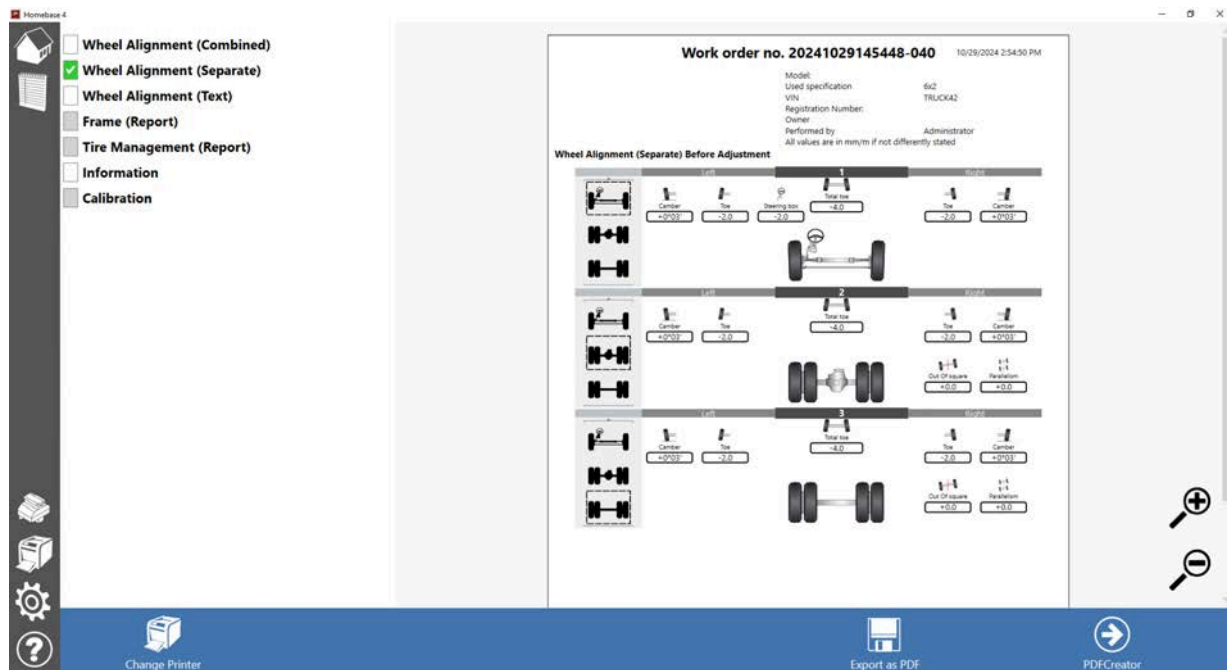 Homebase 4
Wheel Alignment (Combined)
Wheel Alignment (Separate)
Wheel Alignment (Text)
Frame (Report)
Tire Management (Report)
Information
Calibration
Work order no. 20241029145448-040 10/29/2024 2:54:50 PM
Model:
Used specification 6x2
VIN TRUCK42
Registration Number:
Owner
Performed by Administrator
All values are in mm/m if not differently stated
Wheel Alignment (Separate) Before Adjustment
Left 1 Right
Camber Toe Steering box Total toe Toe Camber
+0°03' -2.0 -2.0 -4.0 -2.0 +0°03'
Left 2 Right
Camber Toe Total toe Toe Camber
+0°03' -2.0 -4.0 -2.0 +0°03'
Out Of square Parallelism
+0.0 +0.0
Left 3 Right
Camber Toe Total toe Toe Camber
+0°03' -2.0 -4.0 -2.0 +0°03'
Out Of square Parallelism
+0.0 +0.0
Change Printer Export as PDF PDFCreator